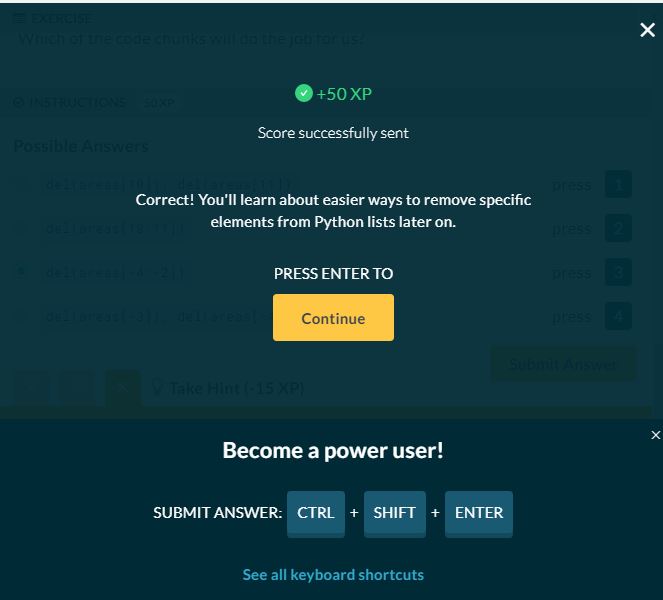 EXERCISE
Which of the code chunks will do the job for us?
×
+50 XP
INSTRUCTIONS 50 XP
Score successfully sent
Possible Answers
del(areas[10]); del(areas[11]) press 1
Correct! You'll learn about easier ways to remove specific
elements from Python lists later on.
del(areas[10:11]) press 2
del(areas[-4:-2]) press 3
PRESS ENTER TO
del(areas[-3]); del(areas[- press 4
Continue
Submit Answer
Take Hint (-15 XP)
×
Become a power user!
SUBMIT ANSWER: CTRL + SHIFT + ENTER
See all keyboard shortcuts